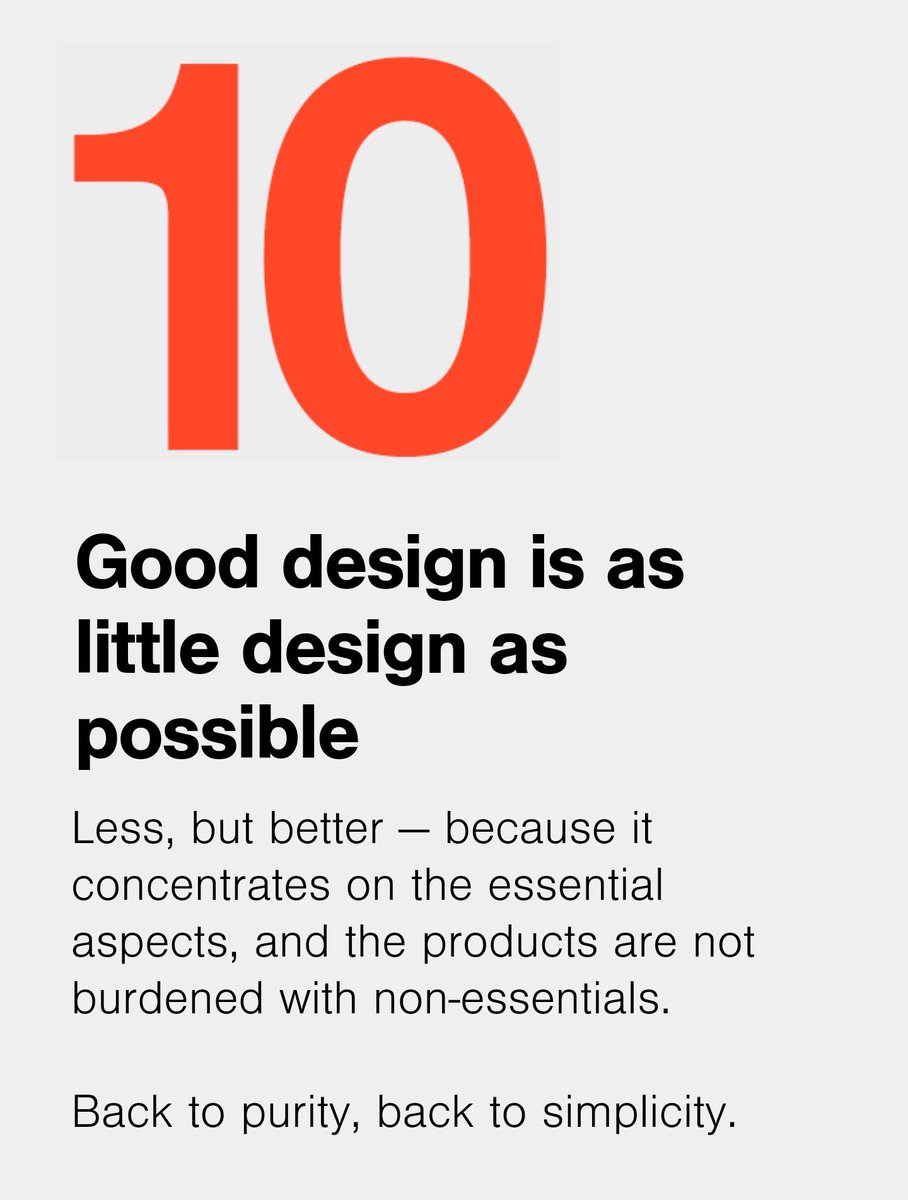 10
Good design is as
little design as
possible
Less, but better — because it
concentrates on the essential
aspects, and the products are not
burdened with non-essentials.
Back to purity, back to simplicity.